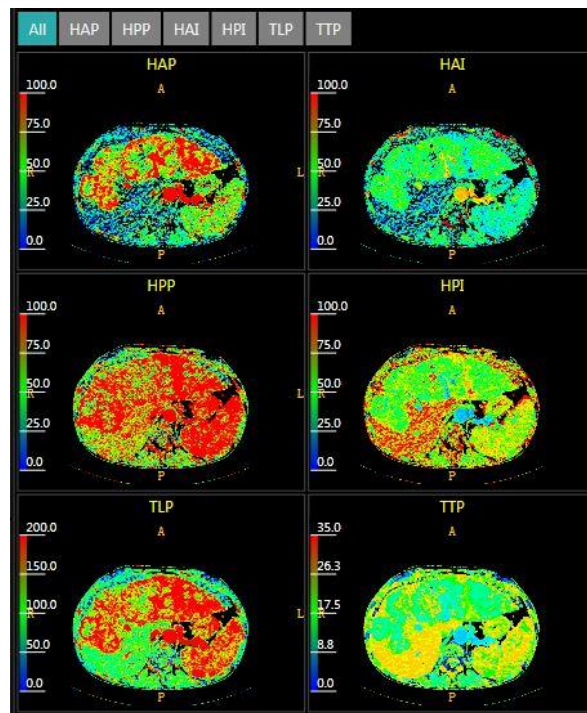 All HAP HPP HAI HPI TLP TTP
HAP HAI
A A
100.0 100.0
75.0 75.0
50.0 50.0
R L R
25.0 25.0
0.0 0.0
P P
HPP HPI
A A
100.0 100.0
75.0 75.0
50.0 50.0
R R
25.0 25.0
0.0 0.0
P P
TLP TTP
A A
200.0 35.0
150.0 26.3
100.0 17.5
R L R
50.0 8.8
0.0 0.0
P P